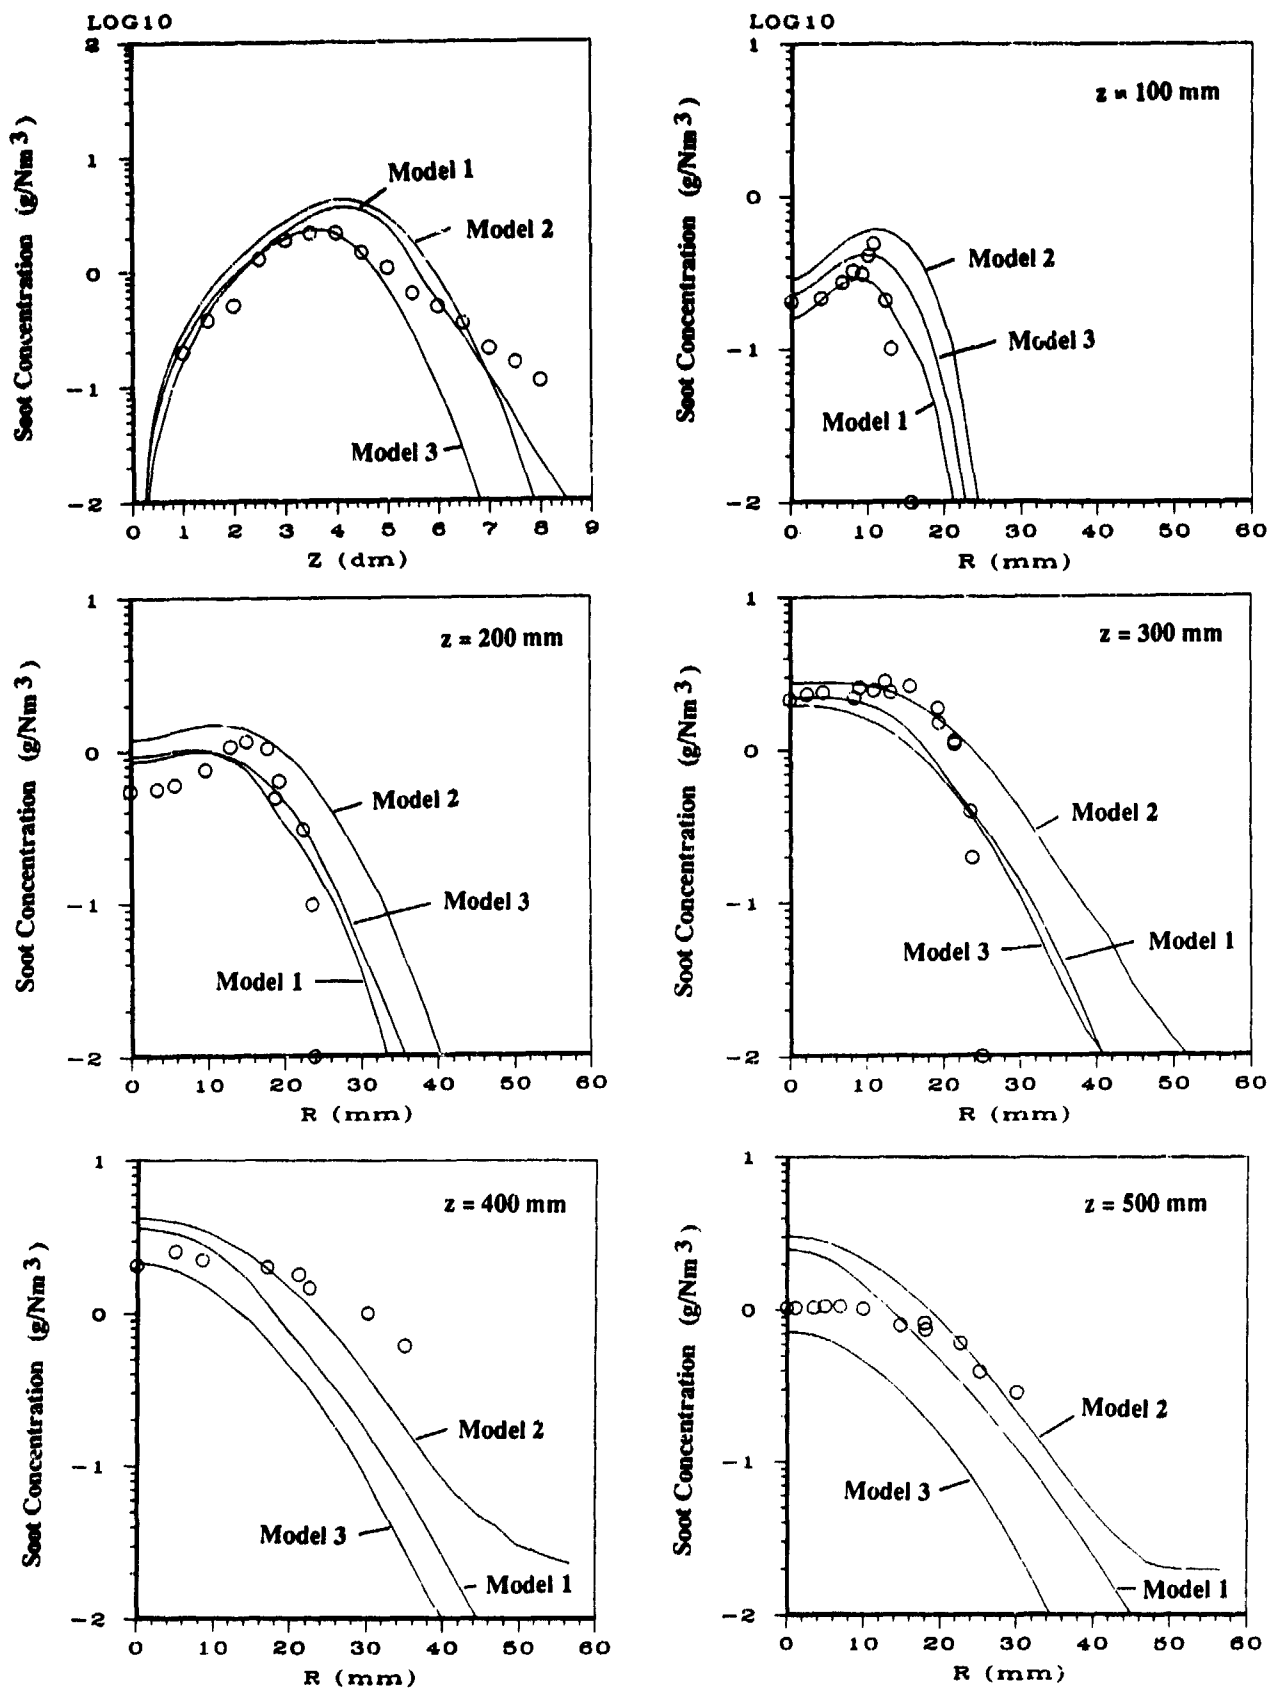 LOG10
2
1
0
-1
-2
0 1 2 3 4 5 6 7 8 9
Z (dm)
Soot Concentration (g/Nm3)
Model 1
Model 2
Model 3
LOG10
1
0
-1
-2
0 10 20 30 40 50 60
R (mm)
Soot Concentration (g/Nm3)
z = 100 mm
Model 2
Model 3
Model 1
1
0
-1
-2
0 10 20 30 40 50 60
R (mm)
Soot Concentration (g/Nm3)
z = 200 mm
Model 2
Model 3
Model 1
1
0
-1
-2
0 10 20 30 40 50 60
R (mm)
Soot Concentration (g/Nm3)
z = 300 mm
Model 2
Model 1
Model 3
1
0
-1
-2
0 10 20 30 40 50 60
R (mm)
Soot Concentration (g/Nm3)
z = 400 mm
Model 2
Model 3
Model 1
1
0
-1
-2
0 10 20 30 40 50 60
R (mm)
Soot Concentration (g/Nm3)
z = 500 mm
Model 2
Model 3
Model 1